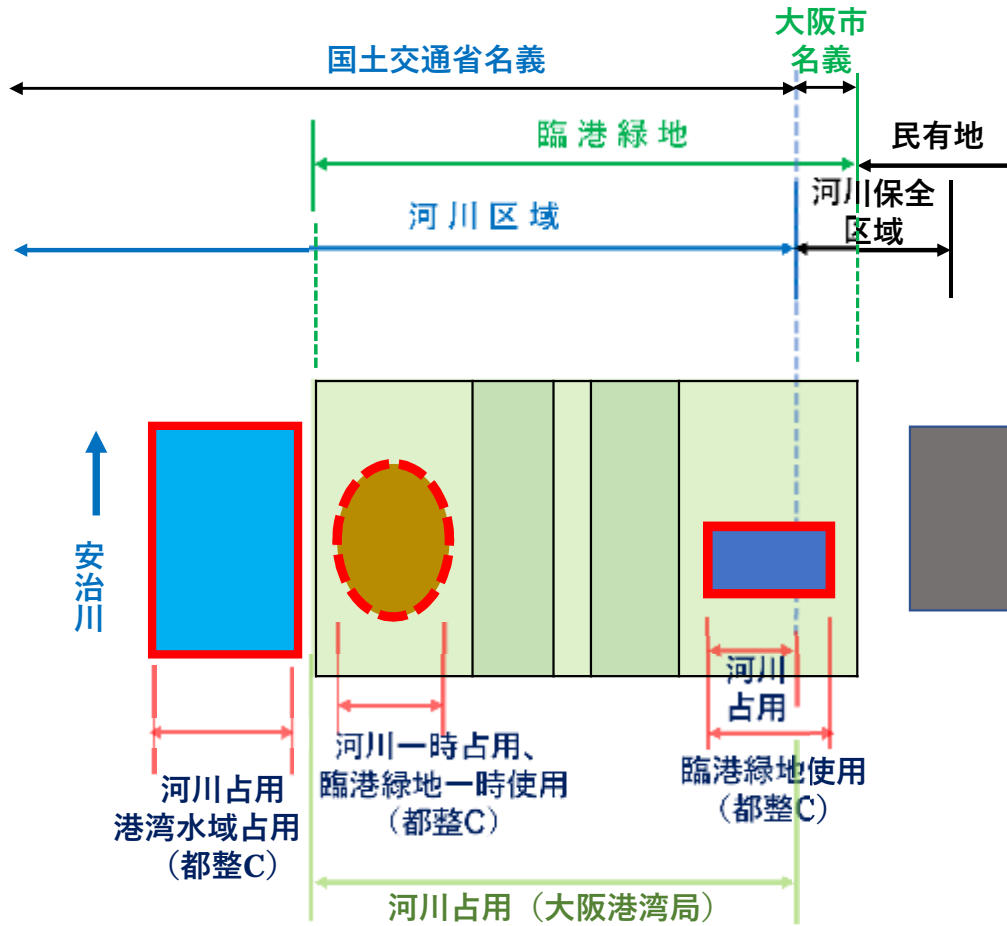 大阪市
名義
国土交通省名義
臨港緑地
民有地
河川保全
区域
河川区域
安治川
河川
占用
河川一時占用、
臨港緑地一時使用
（都整C）
臨港緑地使用
（都整C）
河川占用
港湾水域占用
（都整C）
河川占用（大阪港湾局）